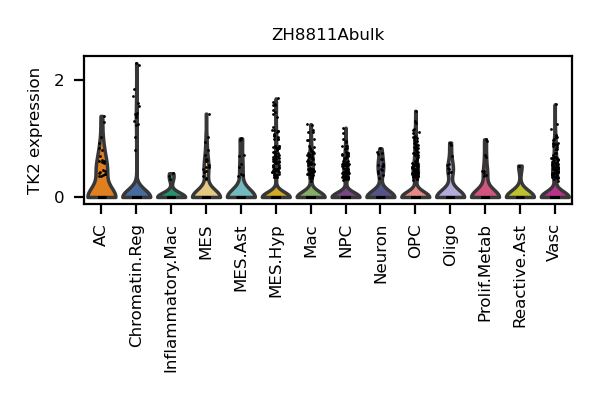 ZH8811Abulk
TK2 expression
2
0
AC
Chromatin.Reg
Inflammatory.Mac
MES
MES.Ast
MES.Hyp
Mac
NPC
Neuron
OPC
Oligo
Prolif.Metab
Reactive.Ast
Vasc